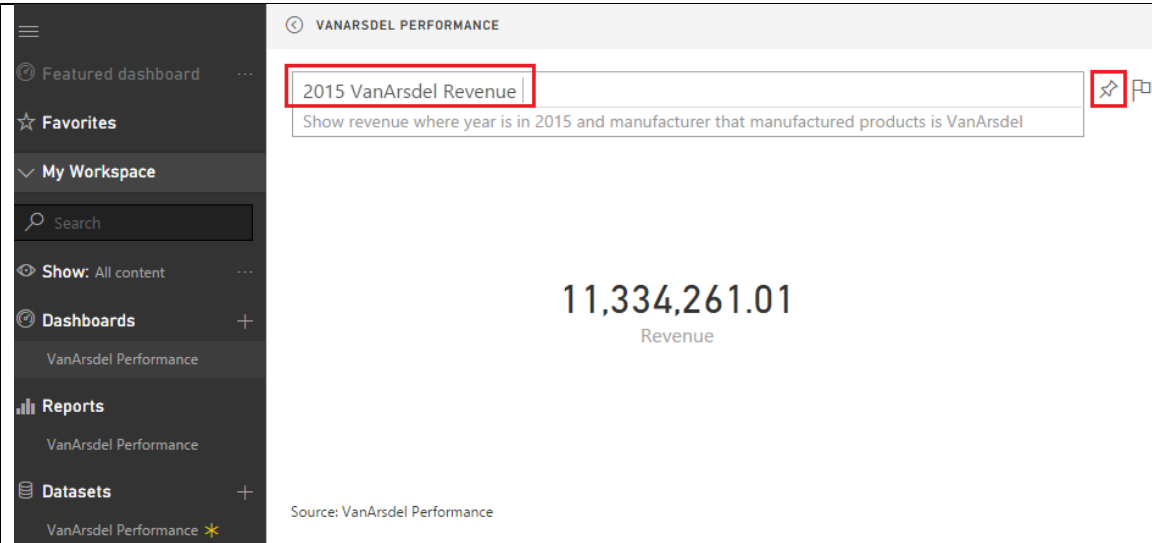 VANARSDEL PERFORMANCE
Featured dashboard ...
Favorites
My Workspace
Search
Show: All content ...
Dashboards +
VanArsdel Performance
Reports
VanArsdel Performance
Datasets +
VanArsdel Performance
2015 VanArsdel Revenue
Show revenue where year is in 2015 and manufacturer that manufactured products is VanArsdel
11,334,261.01
Revenue
Source: VanArsdel Performance